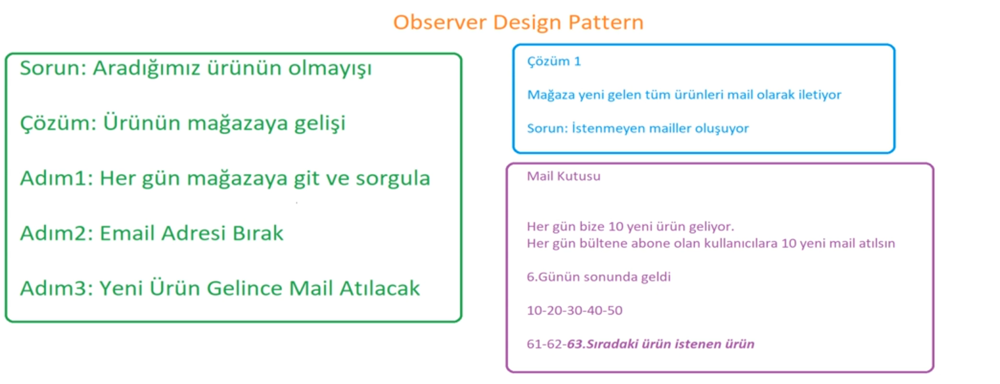 Observer Design Pattern
Sorun: Aradığımız ürünün olmayışı
Çözüm: Ürünün mağazaya gelişi
Adım1: Her gün mağazaya git ve sorgula
Adım2: Email Adresi Bırak
Adım3: Yeni Ürün Gelince Mail Atılacak
Çözüm 1
Mağaza yeni gelen tüm ürünleri mail olarak iletiyor
Sorun: İstenmeyen mailler oluşuyor
Mail Kutusu
Her gün bize 10 yeni ürün geliyor.
Her gün bültene abone olan kullanıcılara 10 yeni mail atılsın
6.Günün sonunda geldi
10-20-30-40-50
61-62-63.Sıradaki ürün istenen ürün